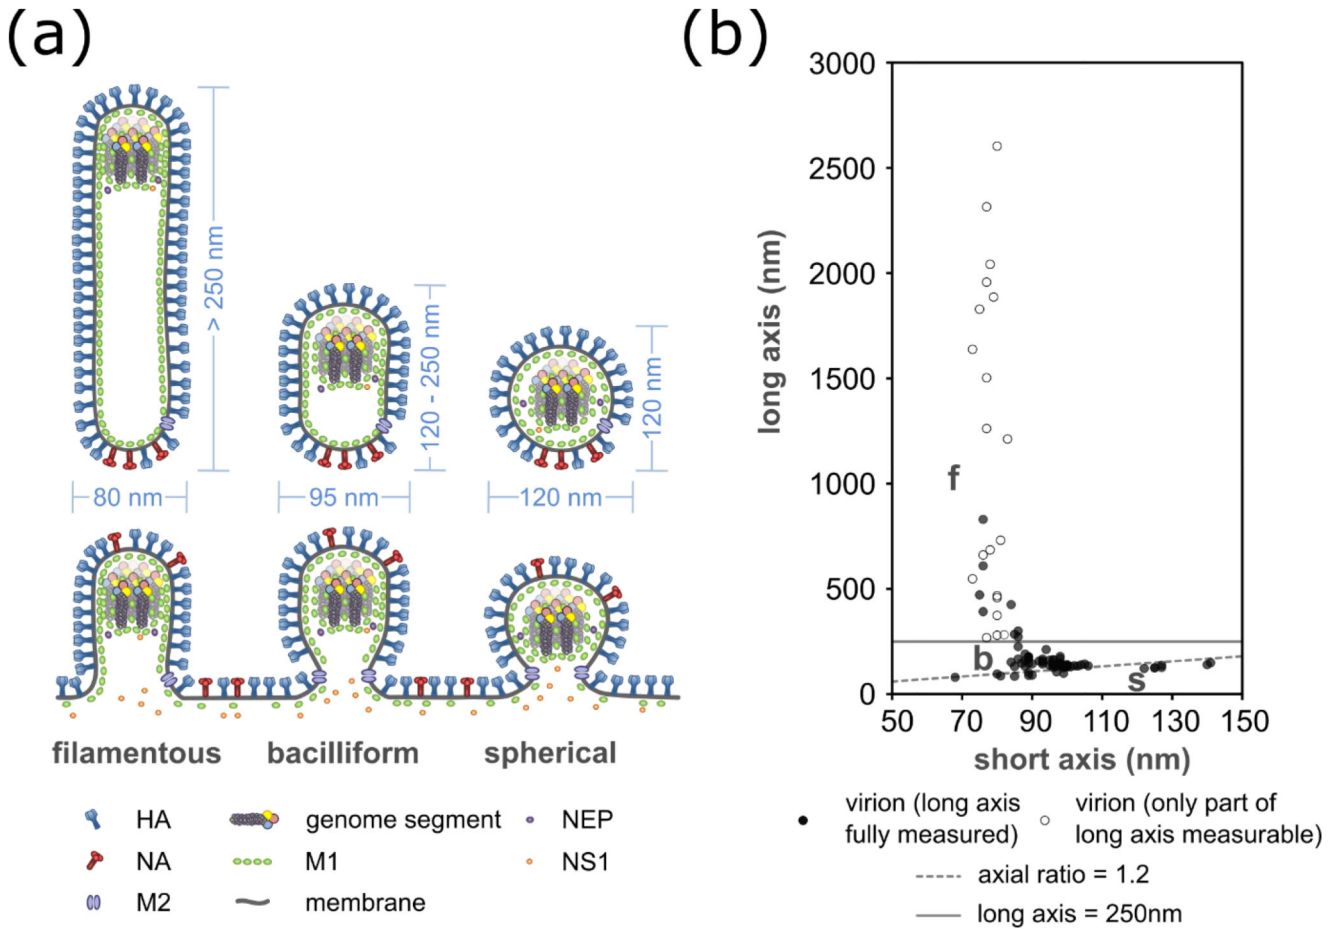 (a)
> 250 nm
120 - 250 nm
120 nm
80 nm
95 nm
120 nm
filamentous
bacilliform
spherical
HA
NA
M2
genome segment
M1
membrane
NEP
NS1
(b)
long axis (nm)
3000
2500
2000
1500
1000
500
0
f
b
s
50 70 90 110 130 150
short axis (nm)
virion (long axis
fully measured)
virion (only part of
long axis measurable)
axial ratio = 1.2
long axis = 250nm